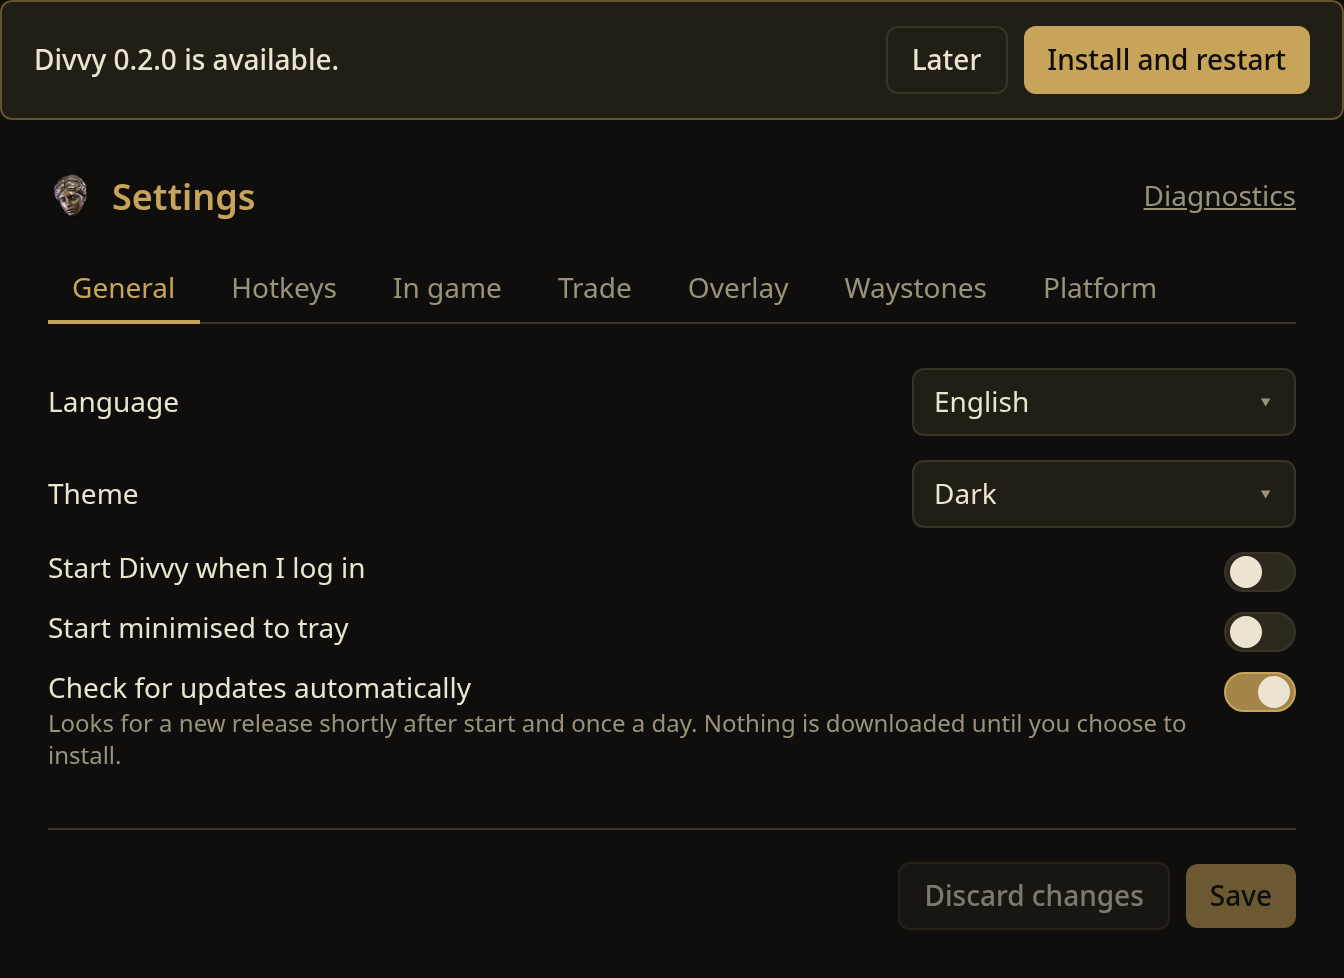 Divvy 0.2.0 is available.
Later
Install and restart
Settings
Diagnostics
General
Hotkeys
In game
Trade
Overlay
Waystones
Platform
Language
English
Theme
Dark
Start Divvy when I log in
Start minimised to tray
Check for updates automatically
Looks for a new release shortly after start and once a day. Nothing is downloaded until you choose to
install.
Discard changes
Save